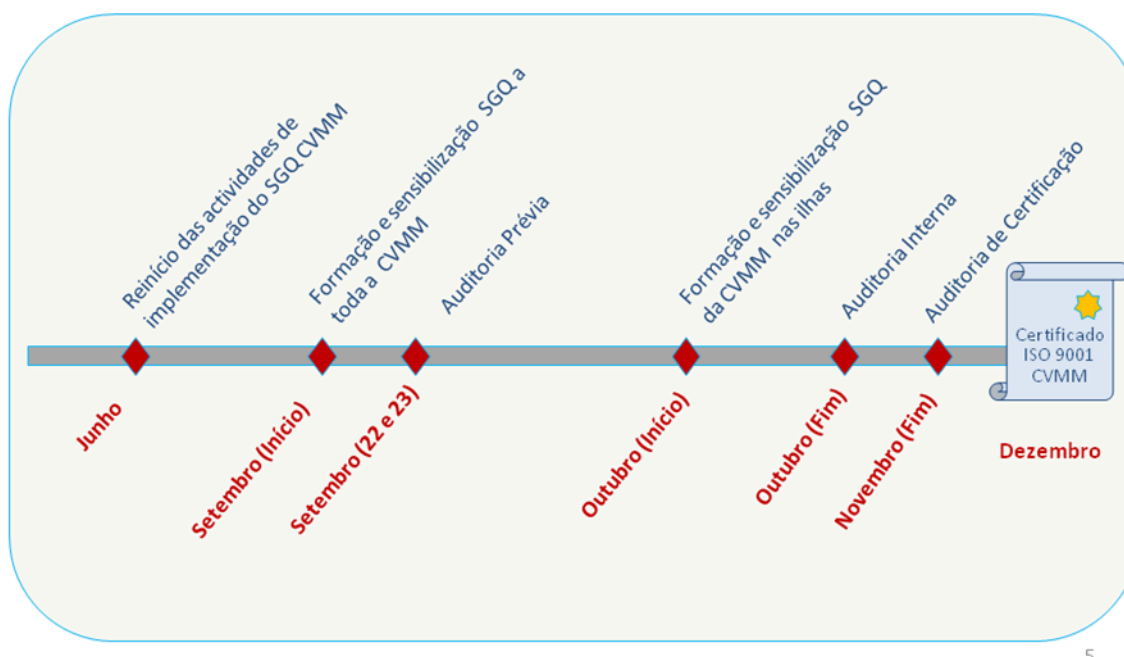 Reinício das actividades de
implementação do SGQ CVMM
Formação e sensibilização SGQ a
toda a CVMM
Auditoria Prévia
Formação e sensibilização SGQ
da CVMM nas ilhas
Auditoria Interna
Auditoria de Certificação
Certificado
ISO 9001
CVMM
Junho
Setembro (Início)
Setembro (22 e 23)
Outubro (Início)
Outubro (Fim)
Novembro (Fim)
Dezembro
5